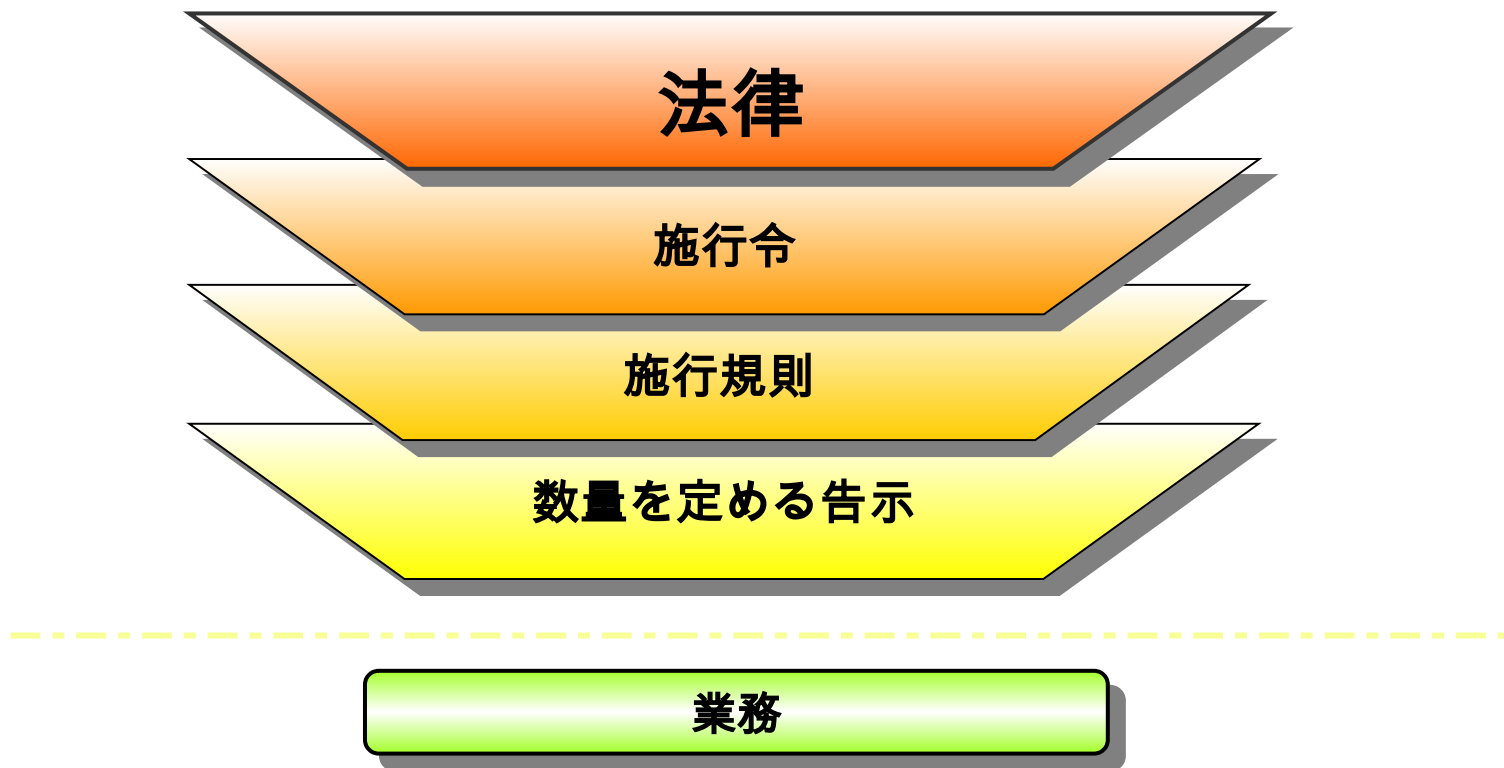 法律
施行令
施行規則
数量を定める告示
業務